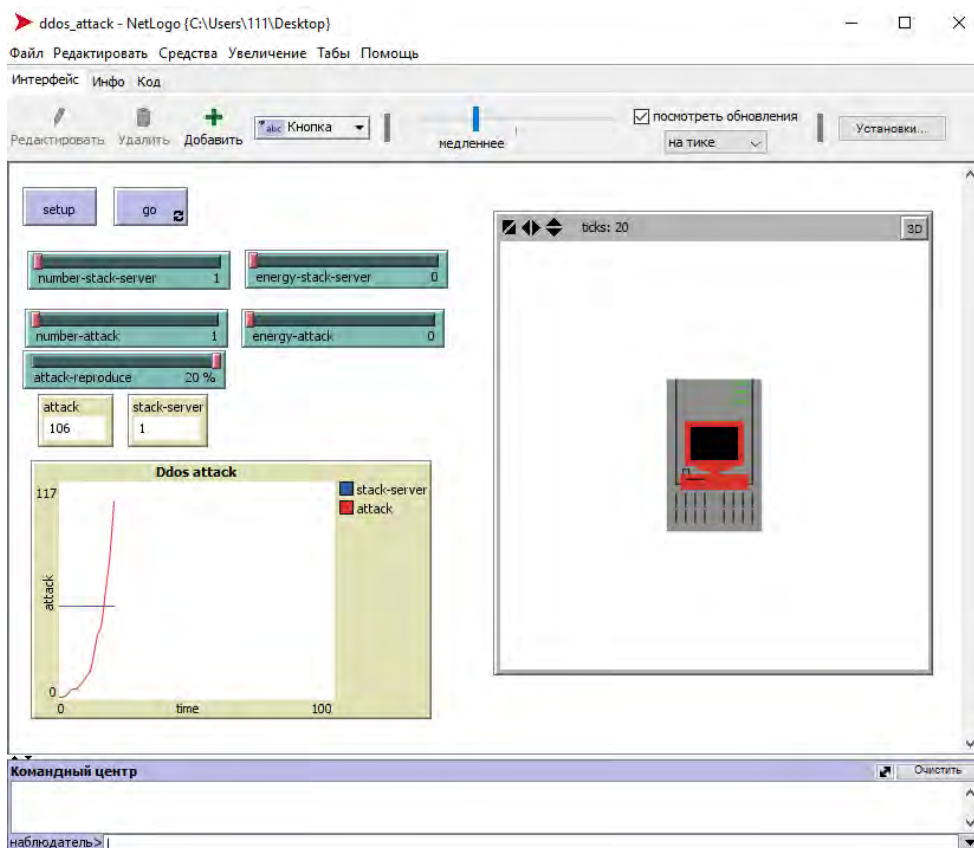 ddos_attack - NetLogo {C:\Users\111\Desktop}
Файл Редактировать Средства Увеличение Табы Помощь
Интерфейс Инфо Код
Редактировать Удалить Добавить
abc Кнопка
медленнее
посмотреть обновления
на тике
Установки...
setup go
ticks: 20
3D
number-stack-server 1
energy-stack-server 0
number-attack 1
energy-attack 0
attack-reproduce 20 %
attack
106
stack-server
1
Ddos attack
117
attack
0
0 time 100
stack-server
attack
Командный центр
Очистить
наблюдатель>